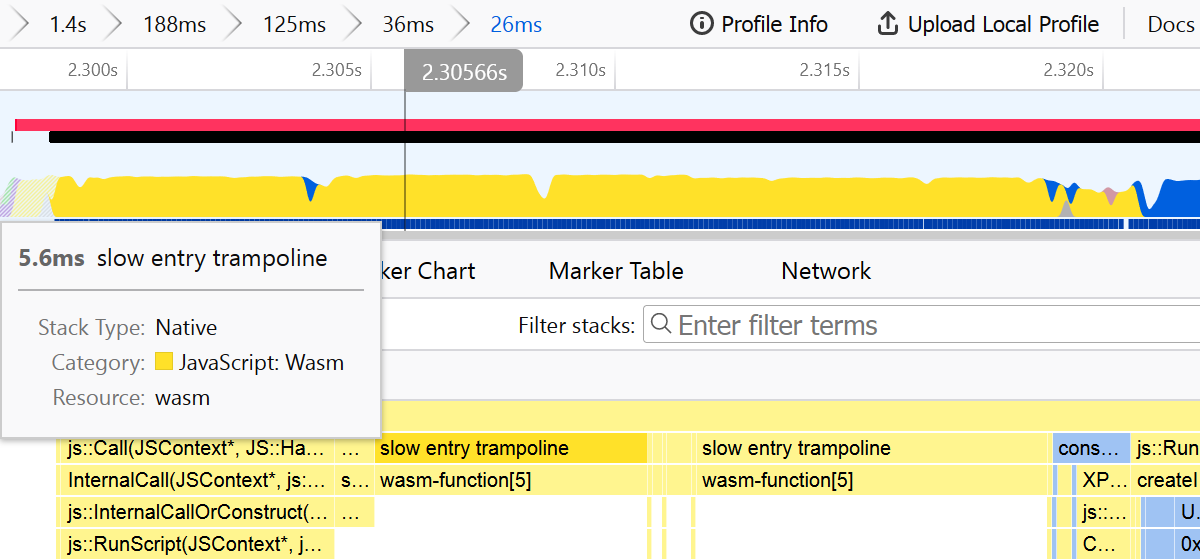 1.4s 188ms 125ms 36ms 26ms Profile Info Upload Local Profile Docs
2.300s 2.305s 2.30566s 2.310s 2.315s 2.320s
5.6ms slow entry trampoline
ker Chart Marker Table Network
Stack Type: Native
Filter stacks: Enter filter terms
Category: JavaScript: Wasm
Resource: wasm
js::Call(JSContext*, JS::Ha... ... slow entry trampoline slow entry trampoline cons... js::Run
InternalCall(JSContext*, js:... s... wasm-function[5] wasm-function[5] XP... createI
js::InternalCallOrConstruct(... ... js::... U.
js::RunScript(JSContext*, j... C... 0x